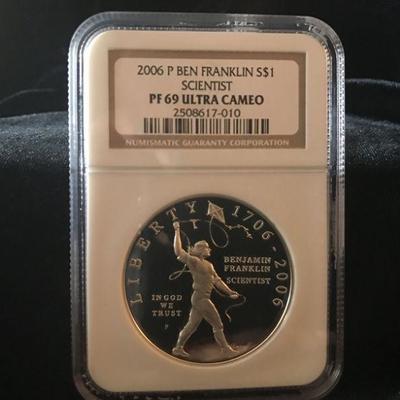 2006 P BEN FRANKLIN S$1
SCIENTIST
PF 69 ULTRA CAMEO
2508617-010
NUMISMATIC GUARANTY CORPORATION
LIBERTY 1706-2006
BENJAMIN
FRANKLIN
SCIENTIST
IN GOD
WE
TRUST
P